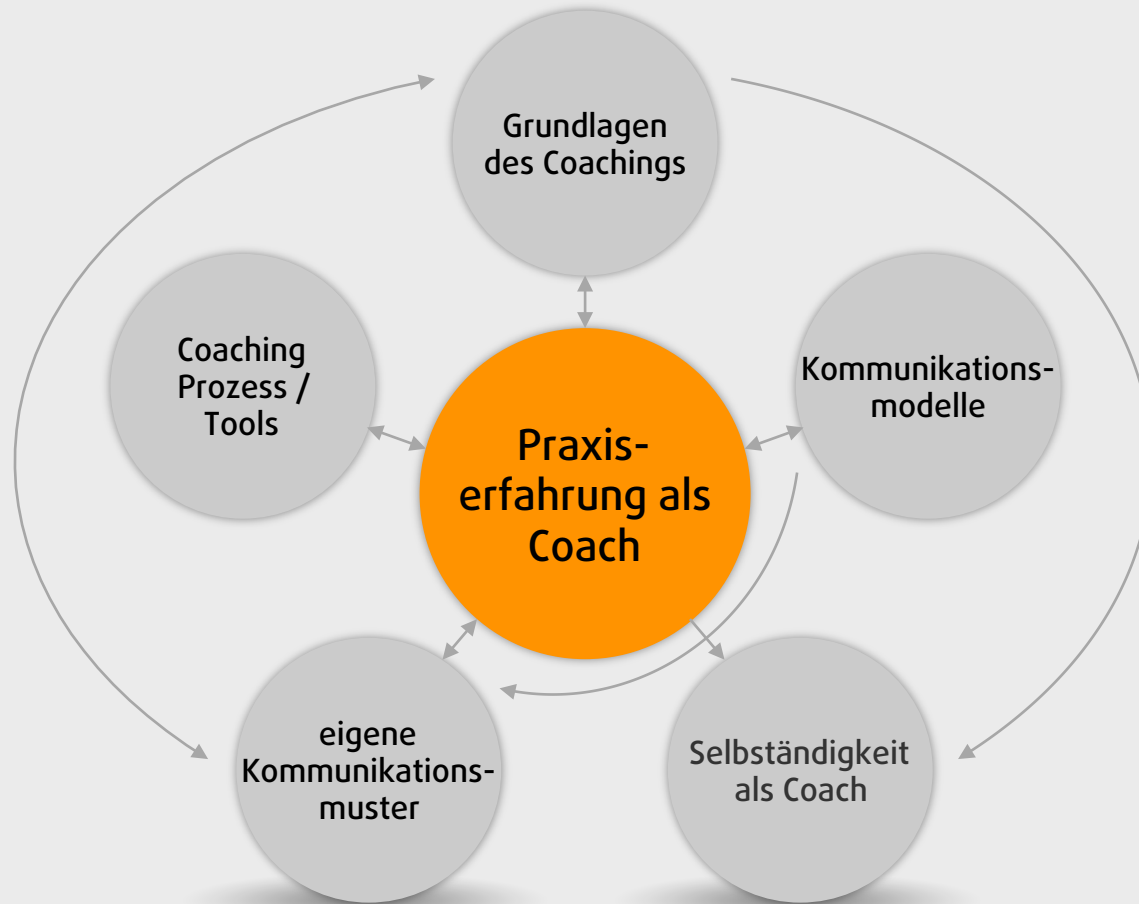 Grundlagen
des Coachings
Coaching
Prozess /
Tools
Kommunikations-
modelle
Praxis-
erfahrung als
Coach
eigene
Kommunikations-
muster
Selbständigkeit
als Coach